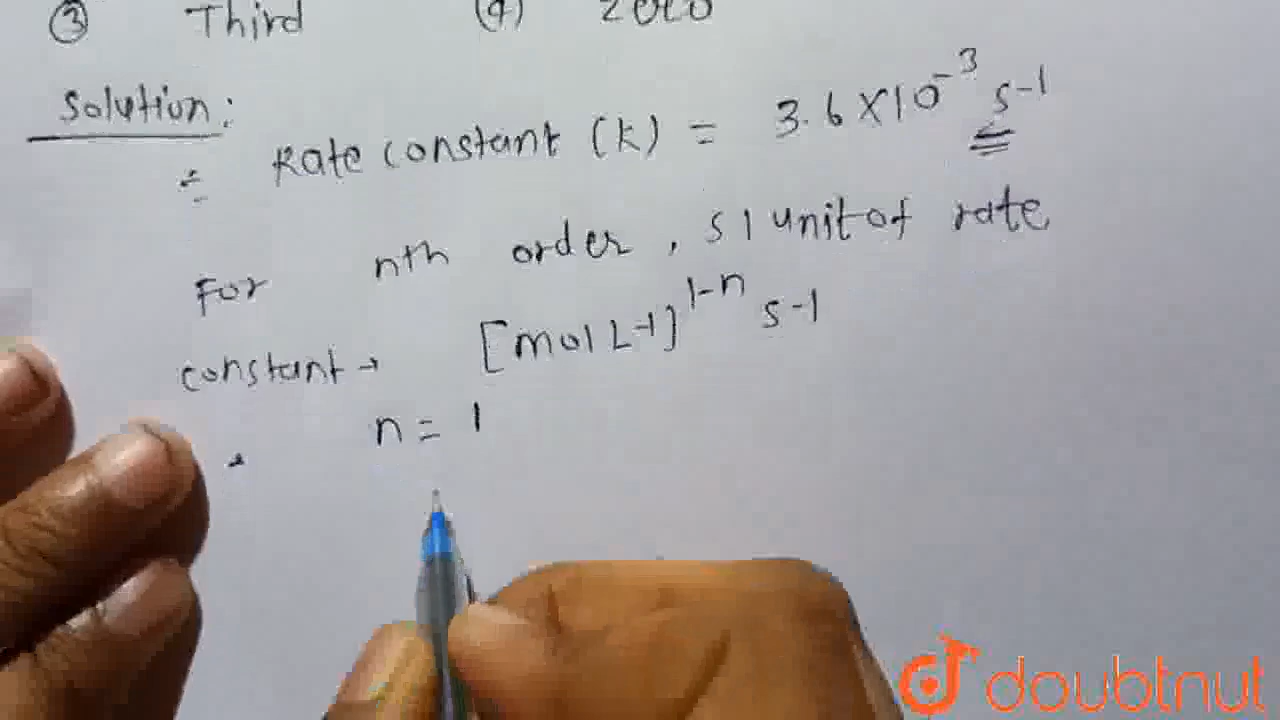 ③ Third (4) Zero
Solution:
Rate constant (k) = 3.6 × 10⁻³ s⁻¹
For nth order, SI unit of rate
constant → [mol L⁻¹]¹⁻ⁿ s⁻¹
n = 1
doubtnut